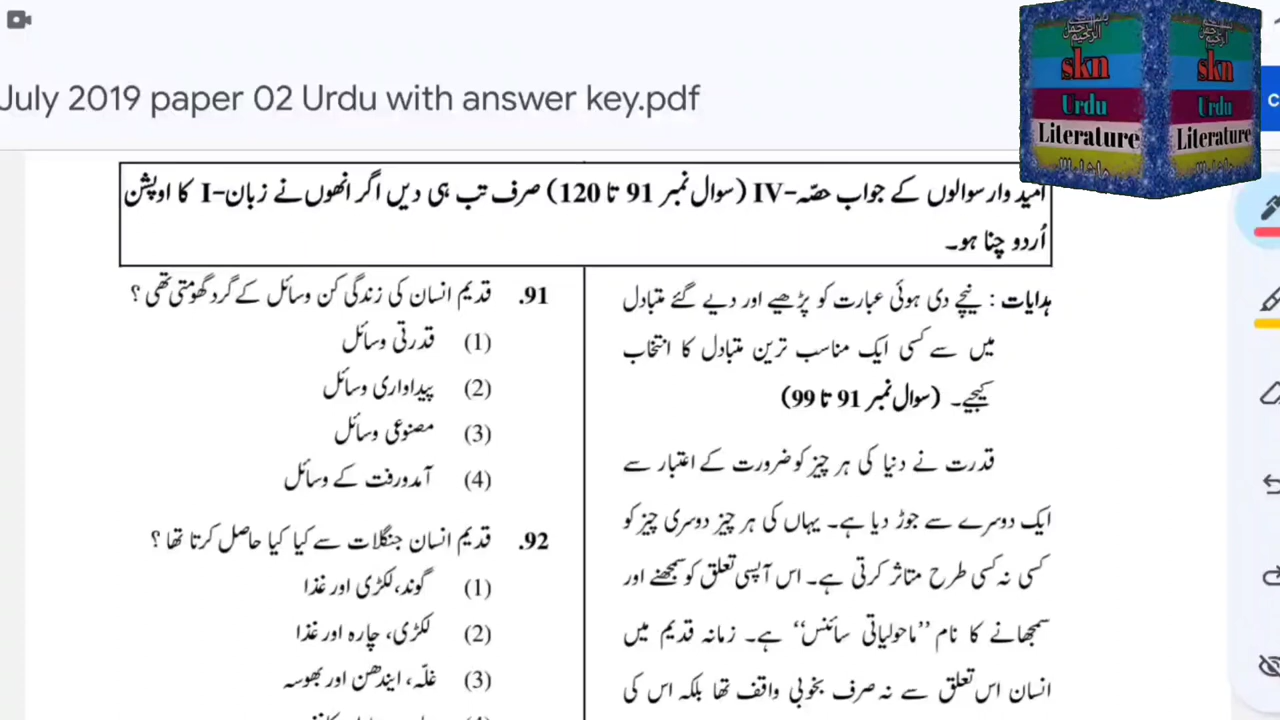 July 2019 paper 02 Urdu with answer key.pdf
skn
Urdu
Literature
skn
Urdu
Literature
امیدوار سوالوں کے جواب حصّہ-IV (سوال نمبر 91 تا 120) صرف تب ہی دیں اگر انھوں نے زبان-I کا اوپشن
اُردو چنا ہو۔
ہدایات : نیچے دی ہوئی عبارت کو پڑھیے اور دیے گئے متبادل
میں سے کسی ایک مناسب ترین متبادل کا انتخاب
کیجیے۔ (سوال نمبر 91 تا 99)
قدرت نے دنیا کی ہر چیز کو ضرورت کے اعتبار سے
ایک دوسرے سے جوڑ دیا ہے۔ یہاں کی ہر چیز دوسری چیز کو
کسی نہ کسی طرح متاثر کرتی ہے۔ اس آپسی تعلق کو سمجھنے اور
سمجھانے کا نام ”ماحولیاتی سائنس“ ہے۔ زمانہ قدیم میں
انسان اس تعلق سے نہ صرف بخوبی واقف تھا بلکہ اس کی
91. قدیم انسان کی زندگی کن وسائل کے گرد گھومتی تھی ؟
(1) قدرتی وسائل
(2) پیداواری وسائل
(3) مصنوعی وسائل
(4) آمدورفت کے وسائل
92. قدیم انسان جنگلات سے کیا کیا حاصل کرتا تھا ؟
(1) گوند، لکڑی اور غذا
(2) لکڑی، چارہ اور غذا
(3) غلّہ، ایندھن اور بھوسہ